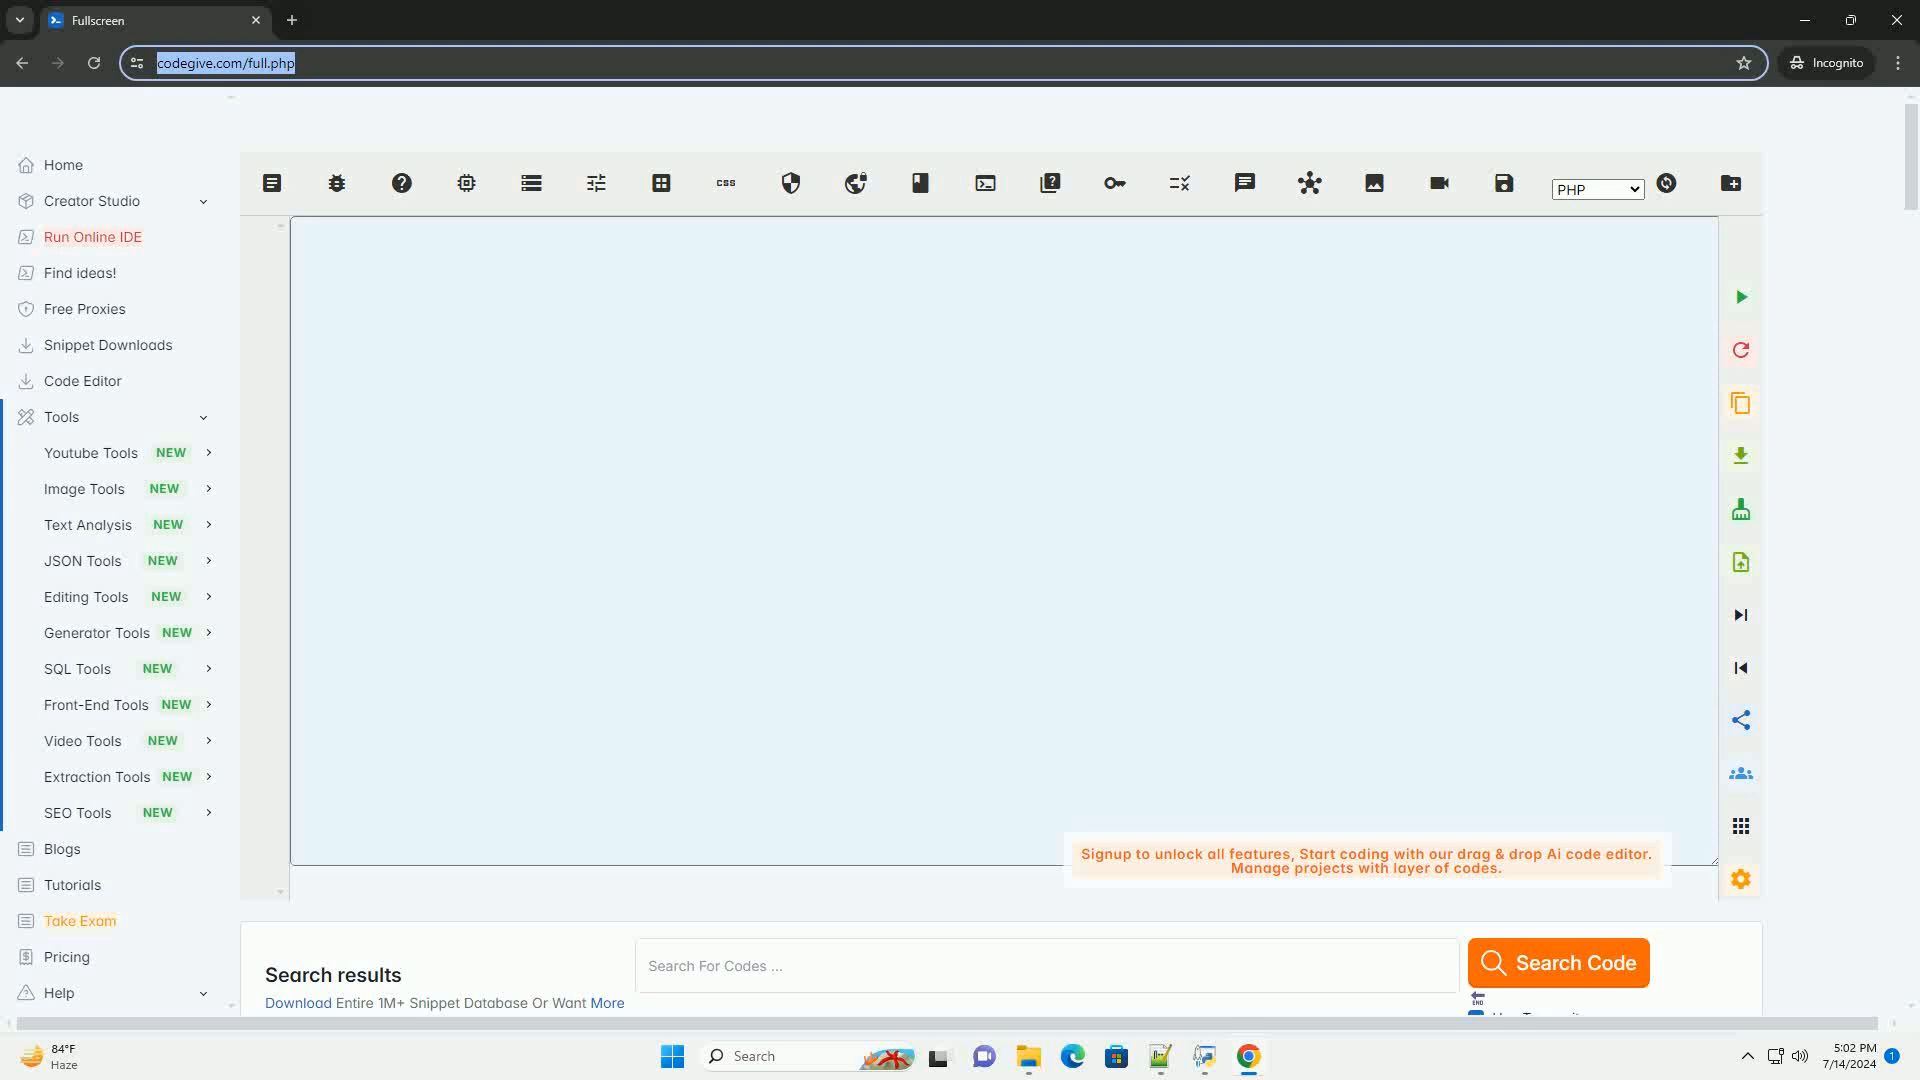 Fullscreen
codegive.com/full.php
Incognito
Home
Creator Studio
Run Online IDE
Find ideas!
Free Proxies
Snippet Downloads
Code Editor
Tools
Youtube Tools NEW
Image Tools NEW
Text Analysis NEW
JSON Tools NEW
Editing Tools NEW
Generator Tools NEW
SQL Tools NEW
Front-End Tools NEW
Video Tools NEW
Extraction Tools NEW
SEO Tools NEW
Blogs
Tutorials
Take Exam
Pricing
Help
css
PHP
Signup to unlock all features, Start coding with our drag & drop Ai code editor.
Manage projects with layer of codes.
Search results
Download Entire 1M+ Snippet Database Or Want More
Search For Codes ...
Search Code
END
84°F
Haze
Search
5:02 PM
7/14/2024
1